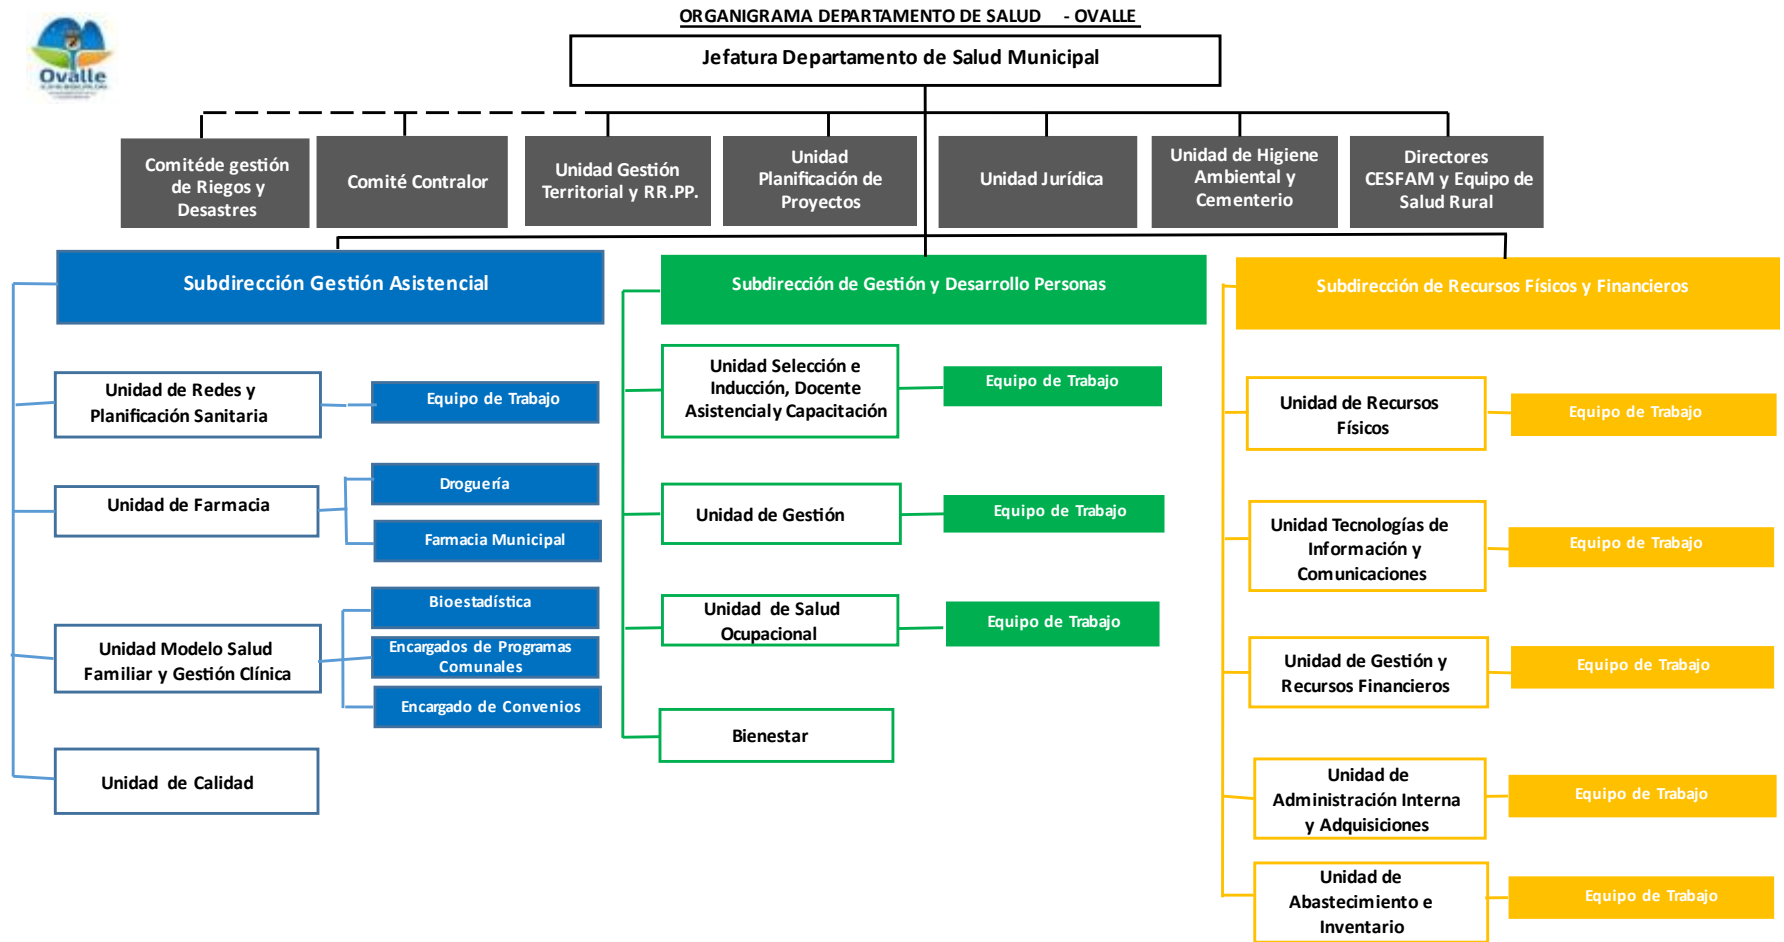 ORGANIGRAMA DEPARTAMENTO DE SALUD - OVALLE
Ovalle
Jefatura Departamento de Salud Municipal
Comitéde gestión
de Riegos y
Desastres
Comité Contralor
Unidad Gestión
Territorial y RR.PP.
Unidad
Planificación de
Proyectos
Unidad Jurídica
Unidad de Higiene
Ambiental y
Cementerio
Directores
CESFAM y Equipo de
Salud Rural
Subdirección Gestión Asistencial
Unidad de Redes y
Planificación Sanitaria
Equipo de Trabajo
Unidad de Farmacia
Droguería
Farmacia Municipal
Unidad Modelo Salud
Familiar y Gestión Clínica
Bioestadística
Encargados de Programas
Comunales
Encargado de Convenios
Unidad de Calidad
Subdirección de Gestión y Desarrollo Personas
Unidad Selección e
Inducción, Docente
Asistencial y Capacitación
Equipo de Trabajo
Unidad de Gestión
Equipo de Trabajo
Unidad de Salud
Ocupacional
Equipo de Trabajo
Bienestar
Subdirección de Recursos Físicos y Financieros
Unidad de Recursos
Físicos
Equipo de Trabajo
Unidad Tecnologías de
Información y
Comunicaciones
Equipo de Trabajo
Unidad de Gestión y
Recursos Financieros
Equipo de Trabajo
Unidad de
Administración Interna
y Adquisiciones
Equipo de Trabajo
Unidad de
Abastecimiento e
Inventario
Equipo de Trabajo